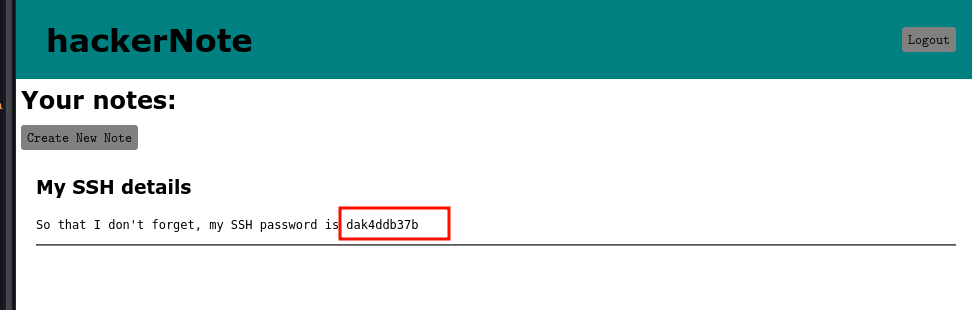 hackerNote
Logout
Your notes:
Create New Note
My SSH details
So that I don't forget, my SSH password is dak4ddb37b